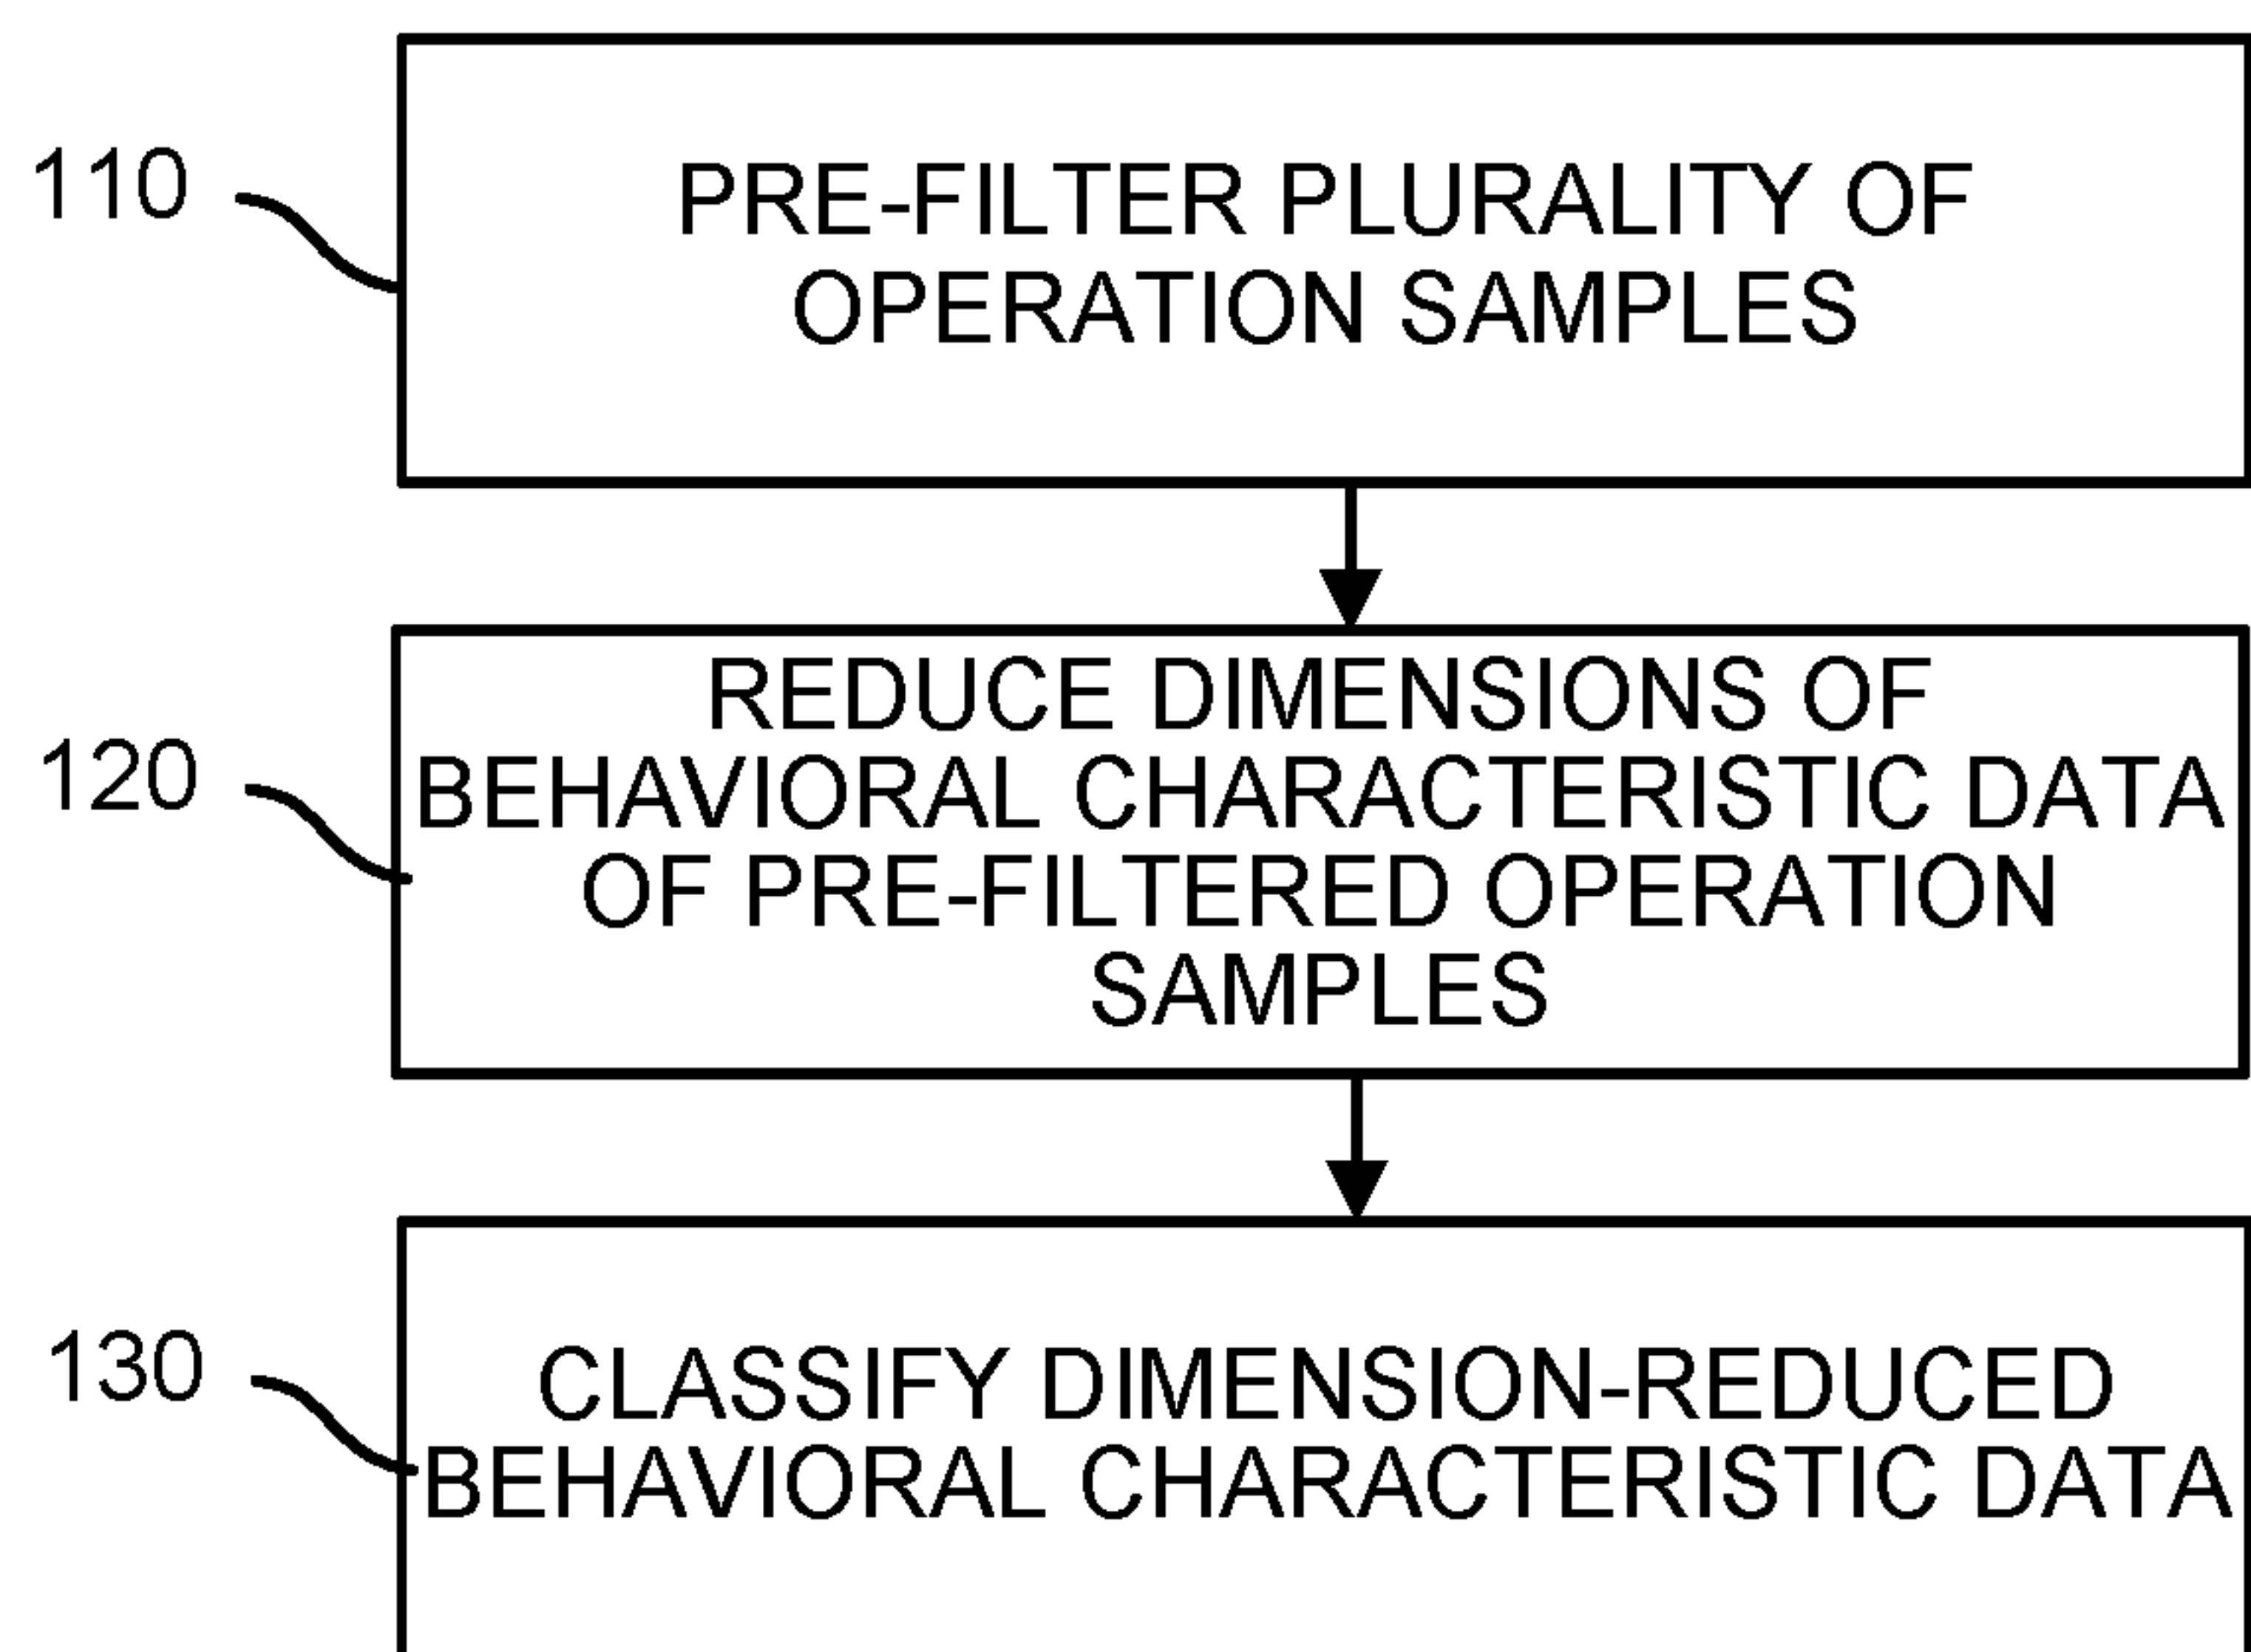 110
PRE-FILTER PLURALITY OF
OPERATION SAMPLES
120
REDUCE DIMENSIONS OF
BEHAVIORAL CHARACTERISTIC DATA
OF PRE-FILTERED OPERATION
SAMPLES
130
CLASSIFY DIMENSION-REDUCED
BEHAVIORAL CHARACTERISTIC DATA